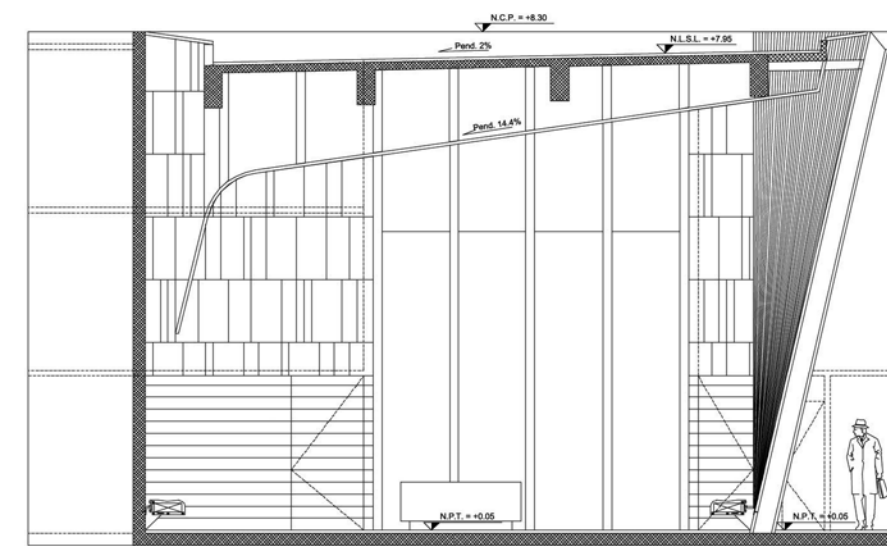 N.C.P. = +8.30
Pend. 2%
N.L.S.L. = +7.95
Pend. 14.4%
N.P.T. = +0.05
N.P.T. = +0.05